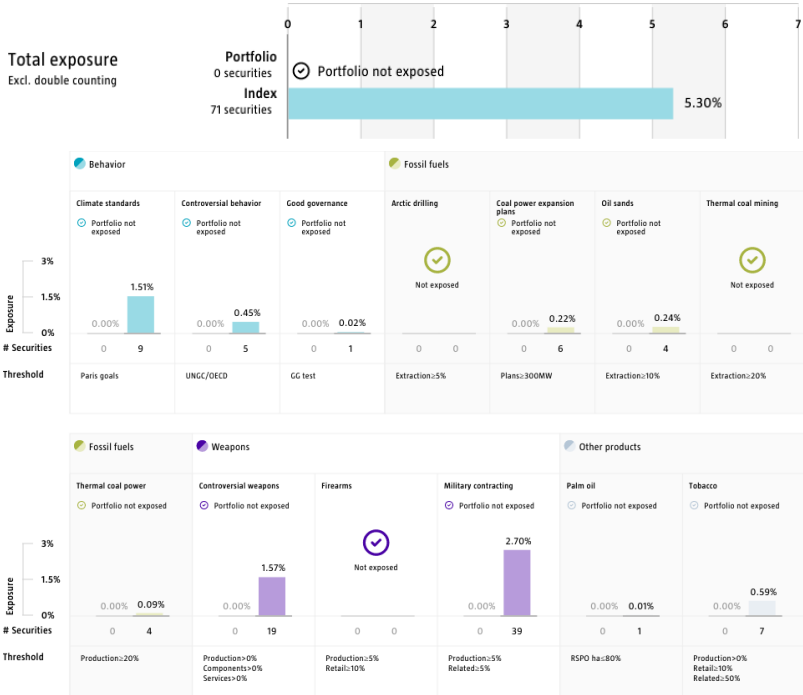 0 1 2 3 4 5 6 7
Total exposure
Excl. double counting
Portfolio
0 securities
Portfolio not exposed
Index
71 securities
5.30%
Behavior
Fossil fuels
Climate standards
Controversial behavior
Good governance
Arctic drilling
Coal power expansion
plans
Oil sands
Thermal coal mining
Portfolio not
exposed
Portfolio not
exposed
Portfolio not
exposed
Portfolio not
exposed
Portfolio not
exposed
Not exposed
Not exposed
Exposure
3%
1.5%
0%
0.00% 1.51%
0.00% 0.45%
0.00% 0.02%
0.00% 0.22%
0.00% 0.24%
# Securities 0 9 0 5 0 1 0 0 0 6 0 4 0 0
Threshold Paris goals UNGC/OECD GG test Extraction≥5% Plans≥300MW Extraction≥10% Extraction≥20%
Fossil fuels
Weapons
Other products
Thermal coal power
Controversial weapons
Firearms
Military contracting
Palm oil
Tobacco
Portfolio not exposed
Portfolio not exposed
Portfolio not exposed
Portfolio not exposed
Portfolio not exposed
Not exposed
Exposure
3%
1.5%
0%
0.00% 0.09%
0.00% 1.57%
0.00% 2.70%
0.00% 0.01%
0.00% 0.59%
# Securities 0 4 0 19 0 0 0 39 0 1 0 7
Threshold
Production≥20%
Production>0%
Components>0%
Services>0%
Production≥5%
Retail≥10%
Production≥5%
Related≥5%
RSPO ha≤80%
Production>0%
Retail≥10%
Related≥50%